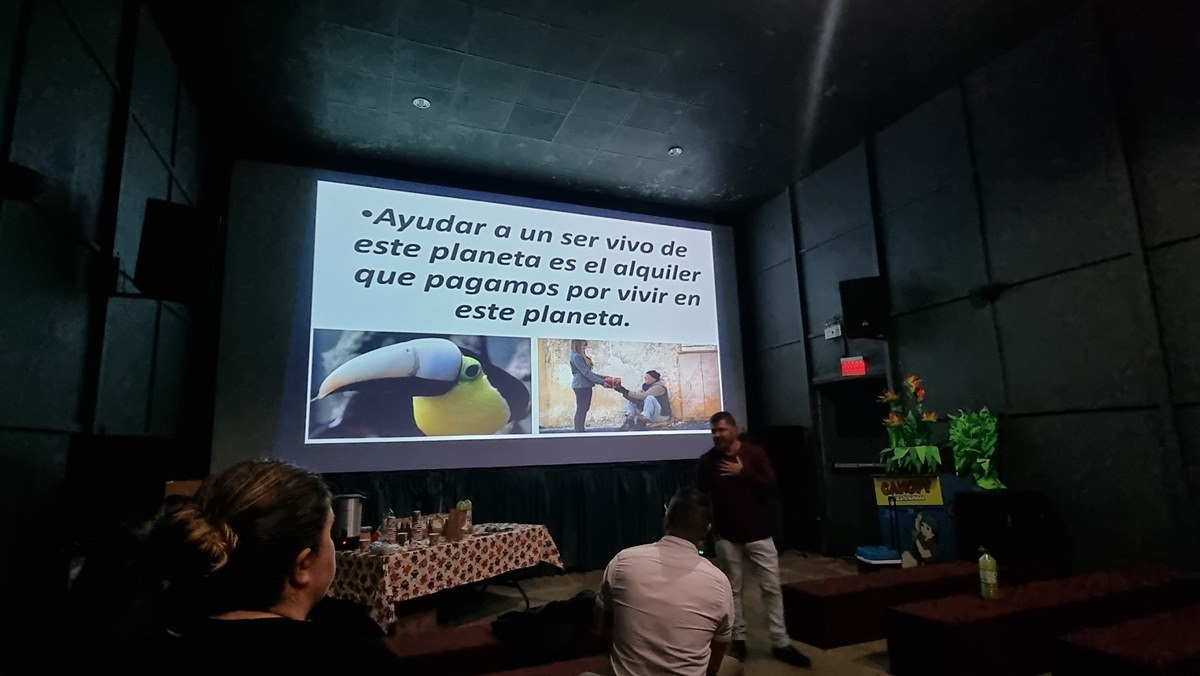 •Ayudar a un ser vivo de
este planeta es el alquiler
que pagamos por vivir en
este planeta.
CANOPY